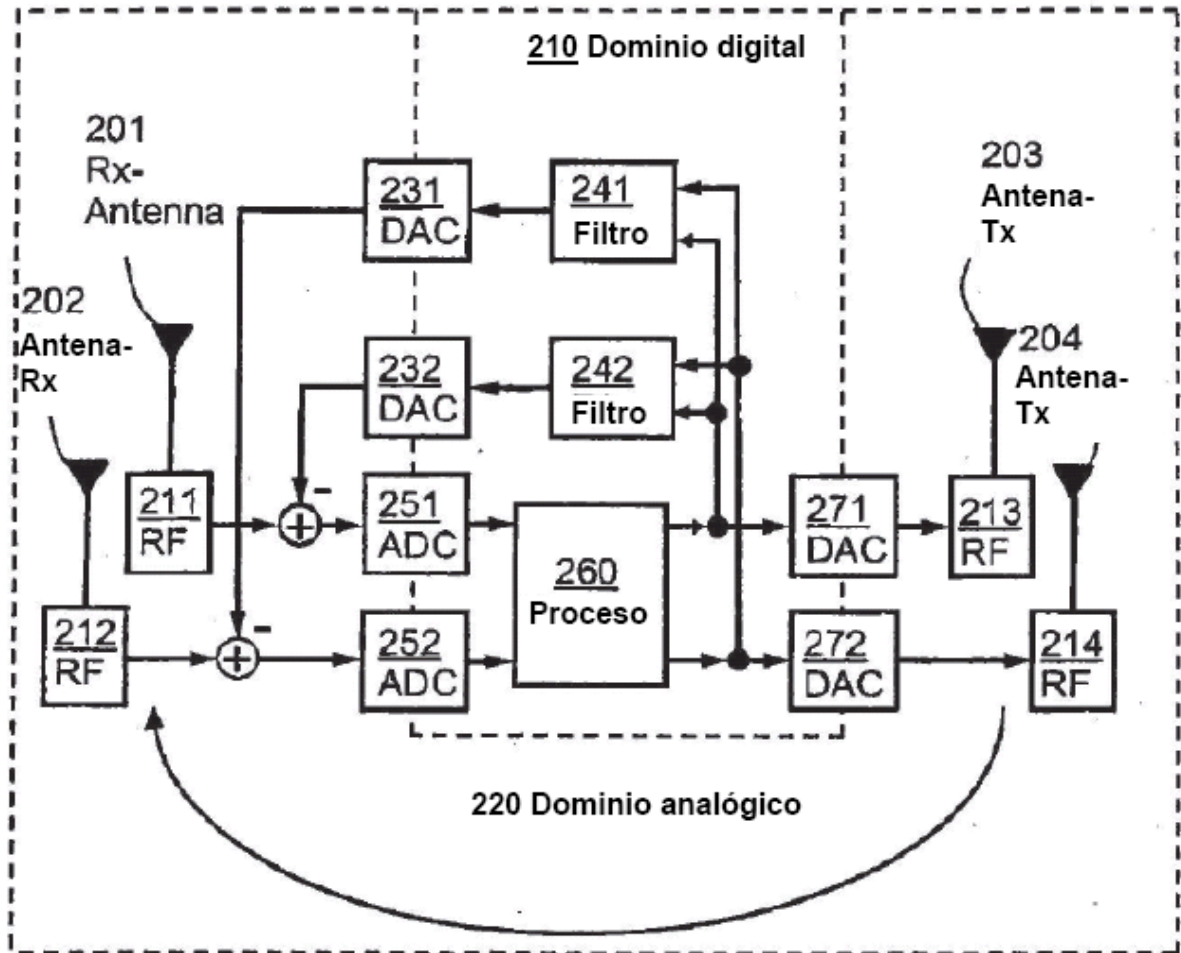 210 Dominio digital
201
Rx-
Antenna
202
Antena-
Rx
231
DAC
241
Filtro
203
Antena-
Tx
232
DAC
242
Filtro
204
Antena-
Tx
211
RF
-
+
251
ADC
260
Proceso
271
DAC
213
RF
212
RF
-
+
252
ADC
272
DAC
214
RF
220 Dominio analógico